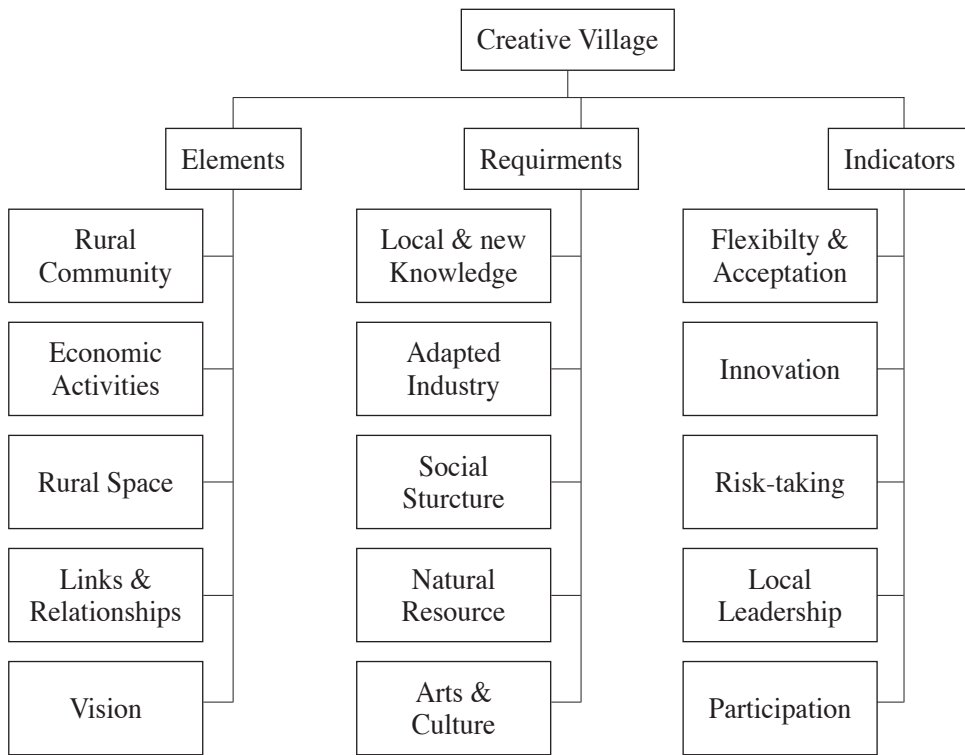 Creative Village
Elements
Requirments
Indicators
Rural
Community
Local & new
Knowledge
Flexibilty &
Acceptation
Economic
Activities
Adapted
Industry
Innovation
Rural Space
Social
Sturcture
Risk-taking
Links &
Relationships
Natural
Resource
Local
Leadership
Vision
Arts &
Culture
Participation